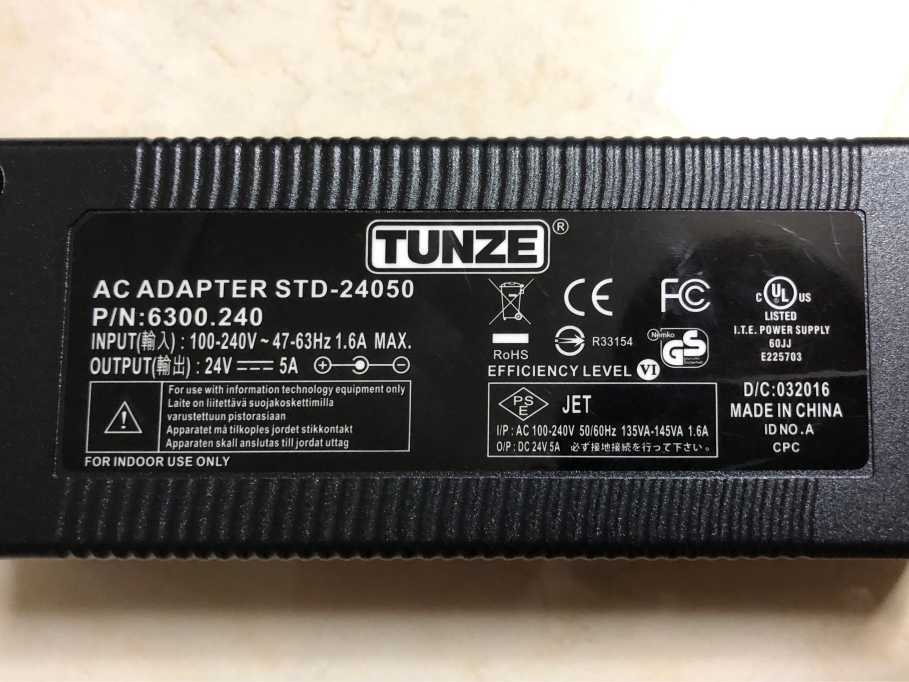 TUNZE®
AC ADAPTER STD-24050
P/N:6300.240
INPUT(輸入) : 100-240V ~ 47-63Hz 1.6A MAX.
OUTPUT(輸出) : 24V 5A
For use with information technology equipment only
Laite on liitettävä suojakoskettimilla
varustettuun pistorasiaan
Apparatet må tilkoples jordet stikkontakt
Apparaten skall anslutas till jordat uttag
FOR INDOOR USE ONLY
CE
FC
RoHS
R33154
Nemko
GS
EFFICIENCY LEVEL VI
PS
E
JET
I/P : AC 100-240V 50/60Hz 135VA-145VA 1.6A
O/P : DC 24V 5A 必ず接地接続を行って下さい。
C UL US
LISTED
I.T.E. POWER SUPPLY
60JJ
E225703
D/C:032016
MADE IN CHINA
ID NO. A
CPC